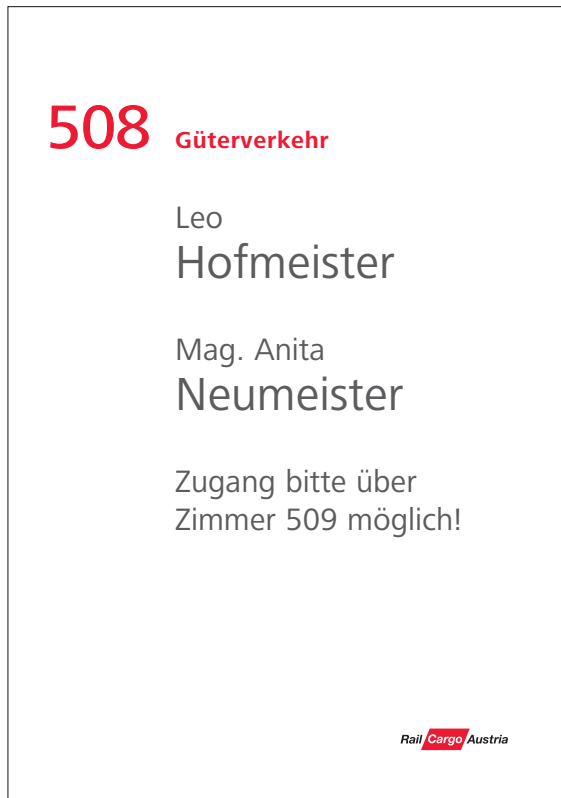 508 Güterverkehr
Leo
Hofmeister
Mag. Anita
Neumeister
Zugang bitte über
Zimmer 509 möglich!
Rail Cargo Austria